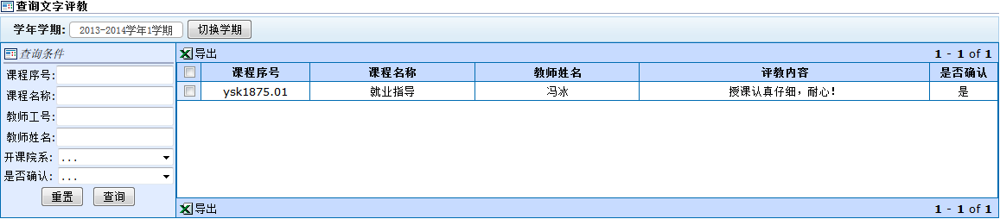 查询文字评教
学年学期: 2013-2014学年1学期 切换学期
查询条件
课程序号:
课程名称:
教师工号:
教师姓名:
开课院系: ...
是否确认: ...
重置 查询
导出 1 - 1 of 1
课程序号 课程名称 教师姓名 评教内容 是否确认
ysk1875.01 就业指导 冯冰 授课认真仔细，耐心！ 是
导出 1 - 1 of 1